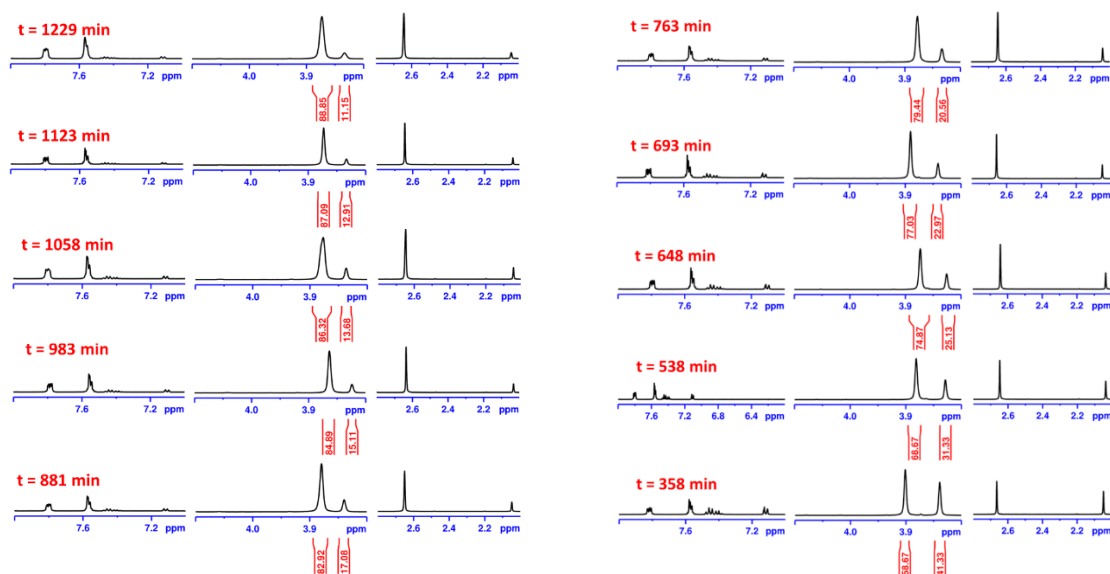 t = 1229 min
7.6 7.2 ppm 4.0 3.9 ppm 2.6 2.4 2.2 ppm
88.85 11.15
t = 1123 min
7.6 7.2 ppm 4.0 3.9 ppm 2.6 2.4 2.2 ppm
87.09 12.91
t = 1058 min
7.6 7.2 ppm 4.0 3.9 ppm 2.6 2.4 2.2 ppm
86.32 13.68
t = 983 min
7.6 7.2 ppm 4.0 3.9 ppm 2.6 2.4 2.2 ppm
84.89 15.11
t = 881 min
7.6 7.2 ppm 4.0 3.9 ppm 2.6 2.4 2.2 ppm
82.92 17.08
t = 763 min
7.6 7.2 ppm 4.0 3.9 ppm 2.6 2.4 2.2 ppm
79.44 20.56
t = 693 min
7.6 7.2 ppm 4.0 3.9 ppm 2.6 2.4 2.2 ppm
77.03 22.97
t = 648 min
7.6 7.2 ppm 4.0 3.9 ppm 2.6 2.4 2.2 ppm
74.87 25.13
t = 538 min
7.6 7.2 6.8 6.4 ppm 4.0 3.9 ppm 2.6 2.4 2.2 ppm
68.67 31.33
t = 358 min
7.6 7.2 ppm 4.0 3.9 ppm 2.6 2.4 2.2 ppm
58.67 41.33